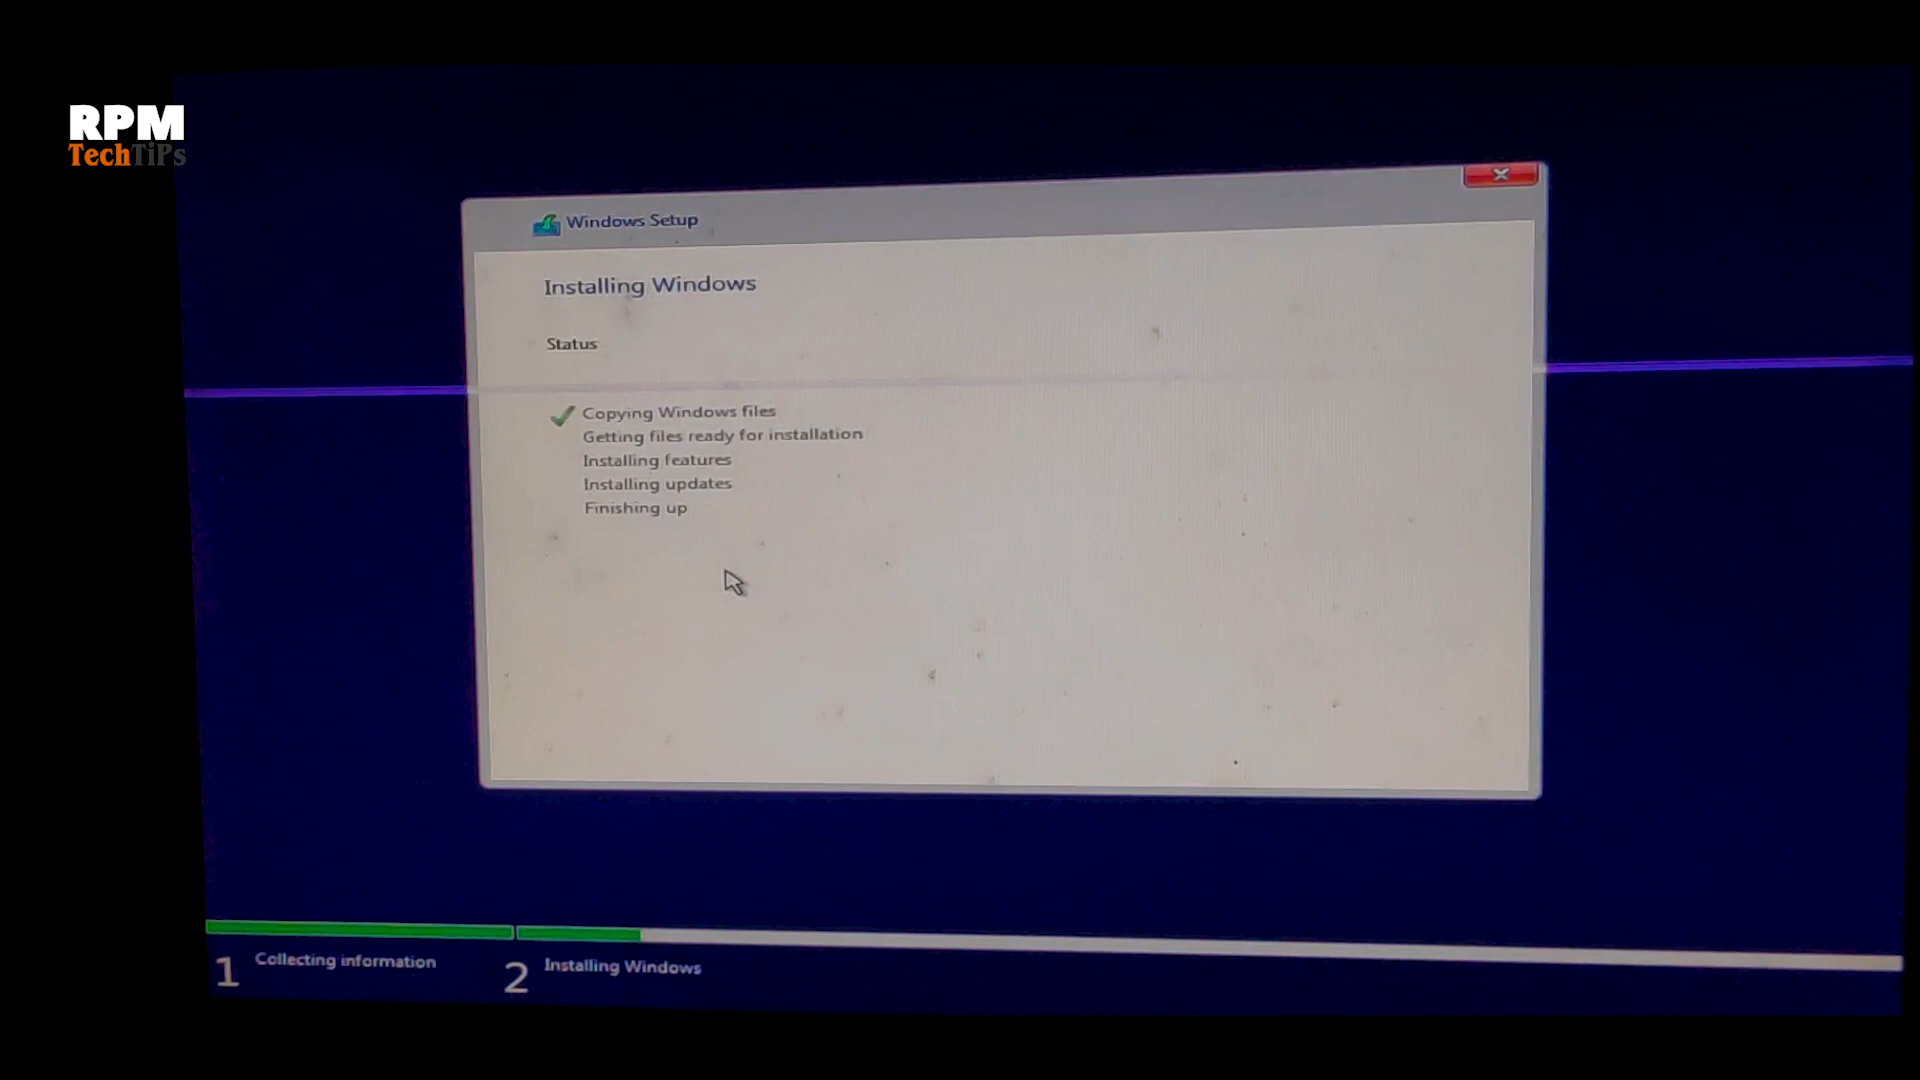 RPM
TechTiPs
Windows Setup
Installing Windows
Status
Copying Windows files
Getting files ready for installation
Installing features
Installing updates
Finishing up
1 Collecting information
2 Installing Windows